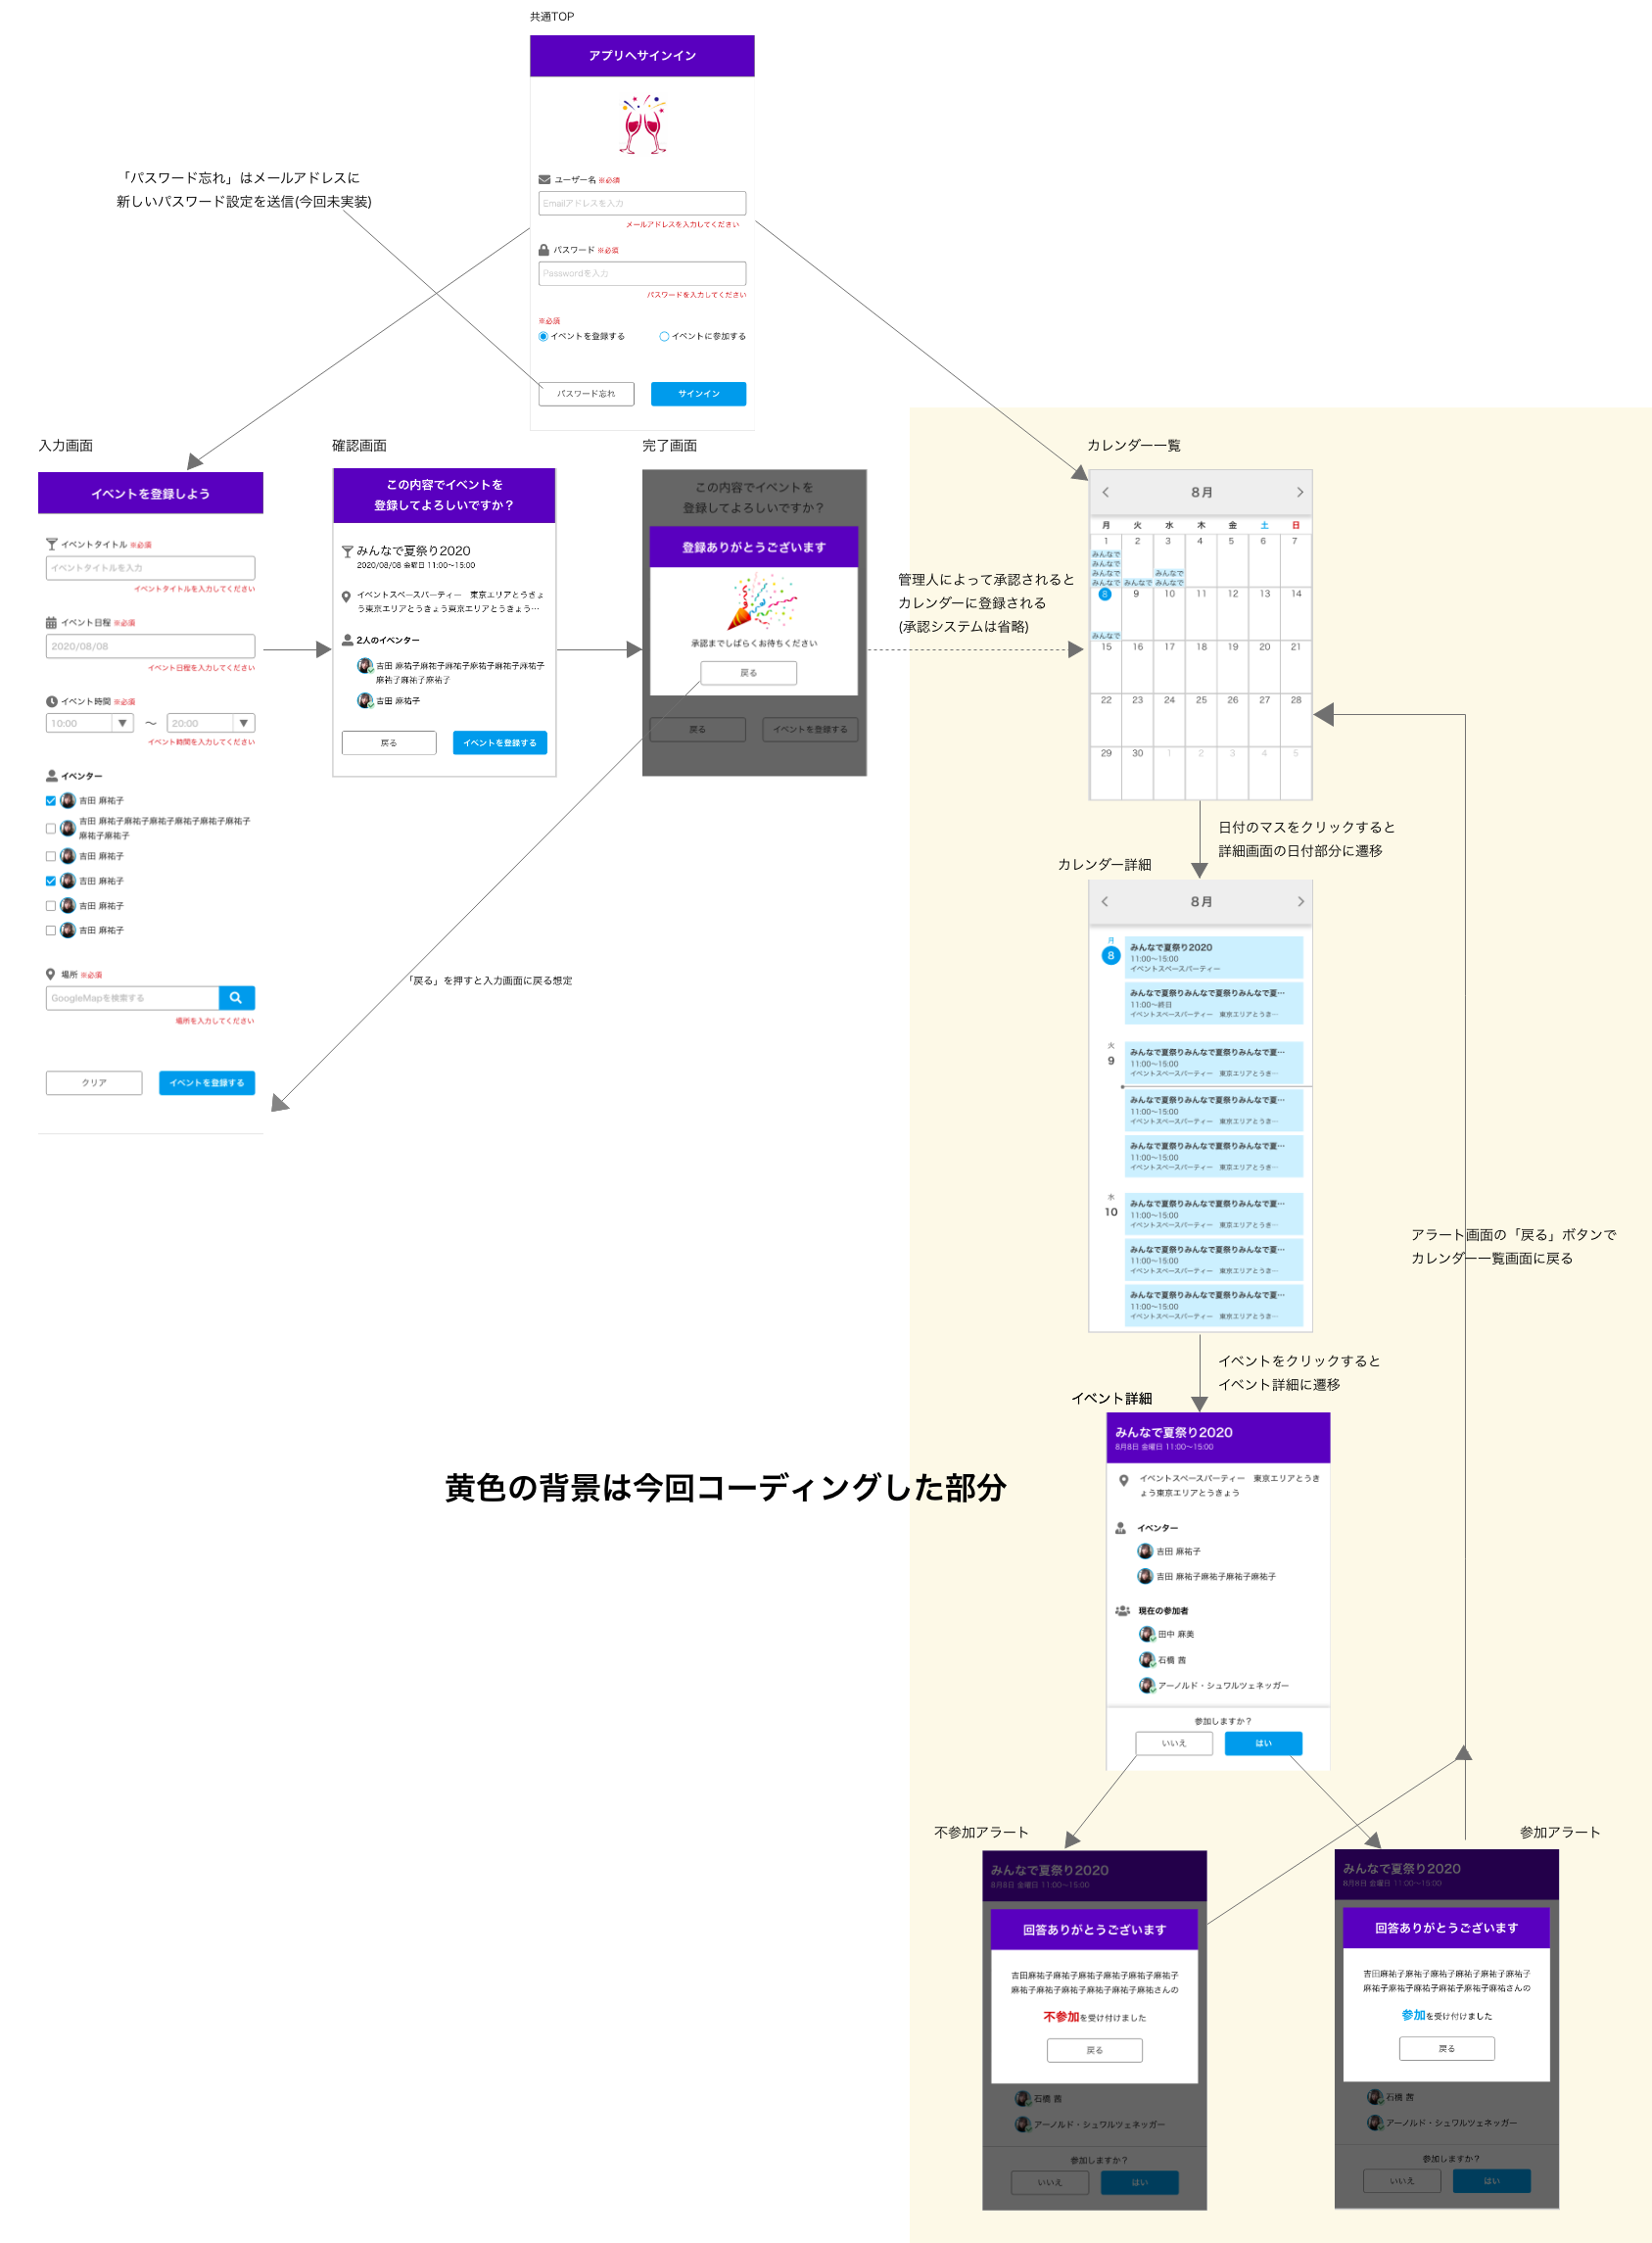 共通TOP
アプリへサインイン
ユーザー名 ※必須
Emailアドレスを入力
メールアドレスを入力してください
パスワード ※必須
Passwordを入力
パスワードを入力してください
※必須
イベントを登録する
イベントに参加する
パスワード忘れ
サインイン
「パスワード忘れ」はメールアドレスに
新しいパスワード設定を送信(今回未実装)
入力画面
イベントを登録しよう
イベントタイトル ※必須
イベントタイトルを入力
イベントタイトルを入力してください
イベント日程 ※必須
2020/08/08
イベント日程を入力してください
イベント時間 ※必須
10:00 ▼ 〜 20:00 ▼
イベント時間を入力してください
イベンター
吉田 麻祐子
吉田 麻祐子麻祐子麻祐子麻祐子麻祐子麻祐子
麻祐子麻祐子
吉田 麻祐子
吉田 麻祐子
吉田 麻祐子
吉田 麻祐子
場所 ※必須
GoogleMapを検索する
場所を入力してください
クリア
イベントを登録する
確認画面
この内容でイベントを
登録してよろしいですか？
みんなで夏祭り2020
2020/08/08 金曜日 11:00〜15:00
イベントスペースパーティー　東京エリアとうきょ
う東京エリアとうきょう東京エリアとうきょう…
2人のイベンター
吉田 麻祐子麻祐子麻祐子麻祐子麻祐子麻祐子
麻祐子麻祐子麻祐子
吉田 麻祐子
戻る
イベントを登録する
完了画面
この内容でイベントを
登録してよろしいですか？
登録ありがとうございます
承認までしばらくお待ちください
戻る
戻る
イベントを登録する
「戻る」を押すと入力画面に戻る想定
管理人によって承認されると
カレンダーに登録される
(承認システムは省略)
カレンダー一覧
8月
月 火 水 木 金 土 日
1 2 3 4 5 6 7
みんなで
みんなで
みんなで みんなで
みんなで みんなで みんなで
8 9 10 11 12 13 14
みんなで
15 16 17 18 19 20 21
22 23 24 25 26 27 28
29 30 1 2 3 4 5
日付のマスをクリックすると
詳細画面の日付部分に遷移
カレンダー詳細
8月
月
8
みんなで夏祭り2020
11:00〜15:00
イベントスペースパーティー
みんなで夏祭りみんなで夏祭りみんなで夏…
11:00〜終日
イベントスペースパーティー　東京エリアとうき…
火
9
みんなで夏祭りみんなで夏祭りみんなで夏…
11:00〜15:00
イベントスペースパーティー　東京エリアとうき…
みんなで夏祭りみんなで夏祭りみんなで夏…
11:00〜15:00
イベントスペースパーティー　東京エリアとうき…
みんなで夏祭りみんなで夏祭りみんなで夏…
11:00〜15:00
イベントスペースパーティー　東京エリアとうき…
水
10
みんなで夏祭りみんなで夏祭りみんなで夏…
11:00〜15:00
イベントスペースパーティー　東京エリアとうき…
みんなで夏祭りみんなで夏祭りみんなで夏…
11:00〜15:00
イベントスペースパーティー　東京エリアとうき…
みんなで夏祭りみんなで夏祭りみんなで夏…
11:00〜15:00
イベントスペースパーティー　東京エリアとうき…
アラート画面の「戻る」ボタンで
カレンダー一覧画面に戻る
イベントをクリックすると
イベント詳細に遷移
イベント詳細
みんなで夏祭り2020
8月8日 金曜日 11:00〜15:00
イベントスペースパーティー　東京エリアとうき
ょう東京エリアとうきょう
イベンター
吉田 麻祐子
吉田 麻祐子麻祐子麻祐子麻祐子
現在の参加者
田中 麻美
石橋 茜
アーノルド・シュワルツェネッガー
参加しますか？
いいえ
はい
黄色の背景は今回コーディングした部分
不参加アラート
みんなで夏祭り2020
8月8日 金曜日 11:00〜15:00
回答ありがとうございます
吉田麻祐子麻祐子麻祐子麻祐子麻祐子麻祐子
麻祐子麻祐子麻祐子麻祐子麻祐子麻祐さんの
不参加を受け付けました
戻る
石橋 茜
アーノルド・シュワルツェネッガー
参加しますか？
いいえ
はい
参加アラート
みんなで夏祭り2020
8月8日 金曜日 11:00〜15:00
回答ありがとうございます
吉田麻祐子麻祐子麻祐子麻祐子麻祐子麻祐子
麻祐子麻祐子麻祐子麻祐子麻祐子麻祐さんの
参加を受け付けました
戻る
石橋 茜
アーノルド・シュワルツェネッガー
参加しますか？
いいえ
はい